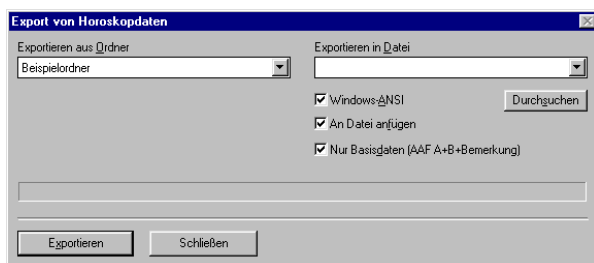 Export von Horoskopdaten
Exportieren aus Ordner
Exportieren in Datei
Beispielordner
Windows-ANSI
Durchsuchen
An Datei anfügen
Nur Basisdaten (AAF A+B+Bemerkung)
Exportieren
Schließen